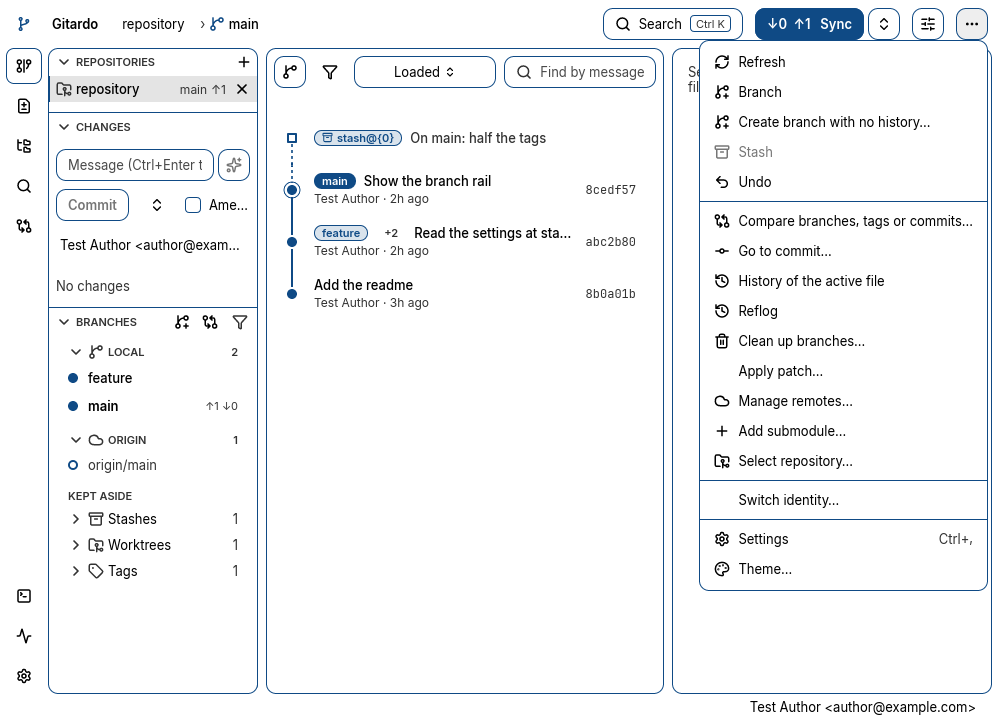 Gitardo
repository
› main
Search Ctrl K
↓0 ↑1 Sync
REPOSITORIES
repository main ↑1
CHANGES
Message (Ctrl+Enter t
Commit
Ame...
Test Author <author@exam...
No changes
BRANCHES
LOCAL 2
feature
main ↑1 ↓0
ORIGIN 1
origin/main
KEPT ASIDE
Stashes 1
Worktrees 1
Tags 1
Loaded
Find by message
stash@{0} On main: half the tags
main Show the branch rail
Test Author · 2h ago
8cedf57
feature +2 Read the settings at sta...
Test Author · 2h ago
abc2b80
Add the readme
Test Author · 3h ago
8b0a01b
Refresh
Branch
Create branch with no history...
Stash
Undo
Compare branches, tags or commits...
Go to commit...
History of the active file
Reflog
Clean up branches...
Apply patch...
Manage remotes...
Add submodule...
Select repository...
Switch identity...
Settings Ctrl+,
Theme...
Test Author <author@example.com>